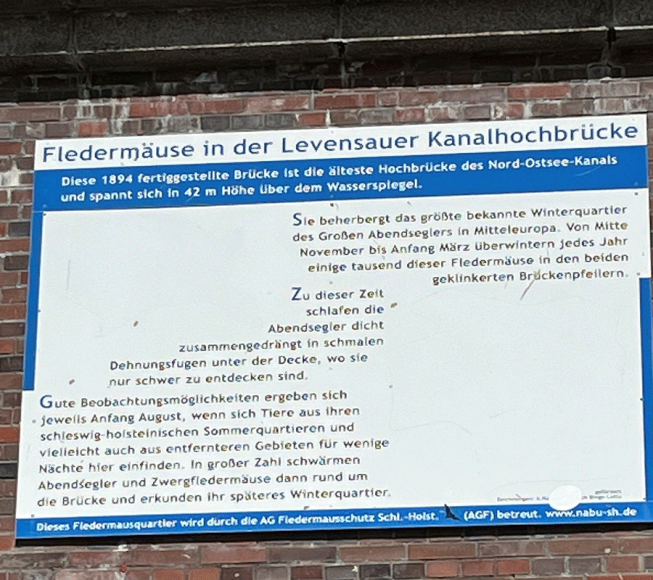 Fledermäuse in der Levensauer Kanalhochbrücke
Diese 1894 fertiggestellte Brücke ist die älteste Hochbrücke des Nord-Ostsee-Kanals
und spannt sich in 42 m Höhe über dem Wasserspiegel.
Sie beherbergt das größte bekannte Winterquartier
des Großen Abendseglers in Mitteleuropa. Von Mitte
November bis Anfang März überwintern jedes Jahr
einige tausend dieser Fledermäuse in den beiden
geklinkerten Brückenpfeilern.
Zu dieser Zeit
schlafen die
Abendsegler dicht
zusammengedrängt in schmalen
Dehnungsfugen unter der Decke, wo sie
nur schwer zu entdecken sind.
Gute Beobachtungsmöglichkeiten ergeben sich
jeweils Anfang August, wenn sich Tiere aus ihren
schleswig-holsteinischen Sommerquartieren und
vielleicht auch aus entfernteren Gebieten für wenige
Nächte hier einfinden. In großer Zahl schwärmen
Abendsegler und Zwergfledermäuse dann rund um
die Brücke und erkunden ihr späteres Winterquartier.
Dieses Fledermausquartier wird durch die AG Fledermausschutz Schl.-Holst. (AGF) betreut. www.nabu-sh.de